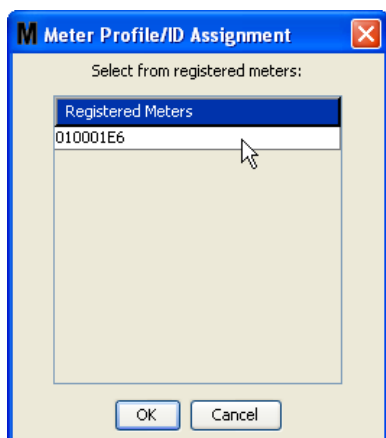 M Meter Profile/ID Assignment
Select from registered meters:
Registered Meters
010001E6
OK Cancel